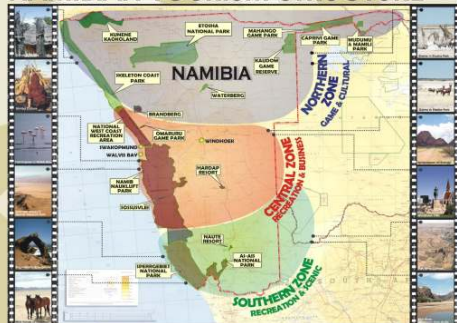 KUNENE
KAOKOLAND
ETOSHA
NATIONAL PARK
MAHANGO
GAME PARK
CAPRIVI GAME
PARK
MUDUMU
& MAMILI
PARK
KAUDOM
GAME
RESERVE
SKELETON COAST
PARK
NAMIBIA
WATERBERG
NORTHERN
ZONE
GAME & CULTURAL
BRANDBERG
NATIONAL
WEST COAST
RECREATION
AREA
OMARURU
GAME PARK
SWAKOPMUND
WALVIS BAY
WINDHOEK
HARDAP
RESORT
CENTRAL ZONE
RECREATION & BUSINESS
NAMIB
NAUKLUFT
PARK
SOSSUSVLEI
NAUTE
RESORT
AI-AIS
NATIONAL
PARK
SPERRGEBIET
NATIONAL
PARK
SOUTHERN ZONE
RECREATION & SCENIC